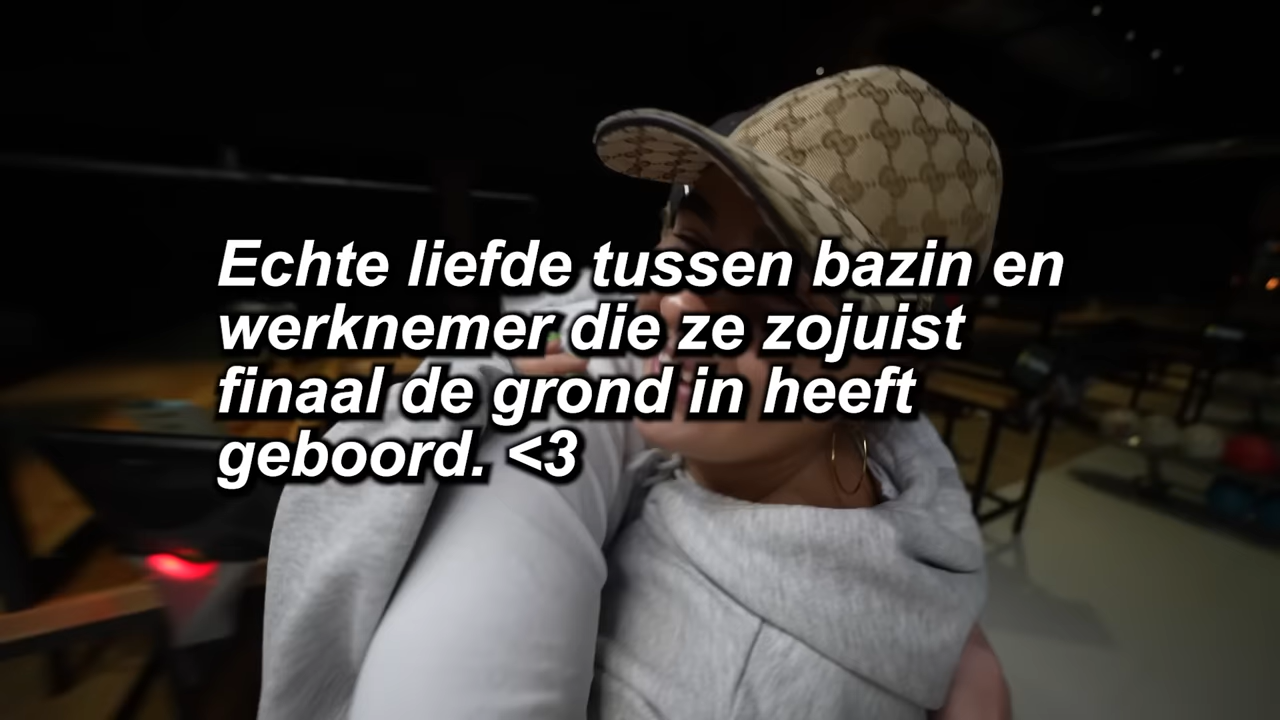 Echte liefde tussen bazin en
werknemer die ze zojuist
finaal de grond in heeft
geboord. <3